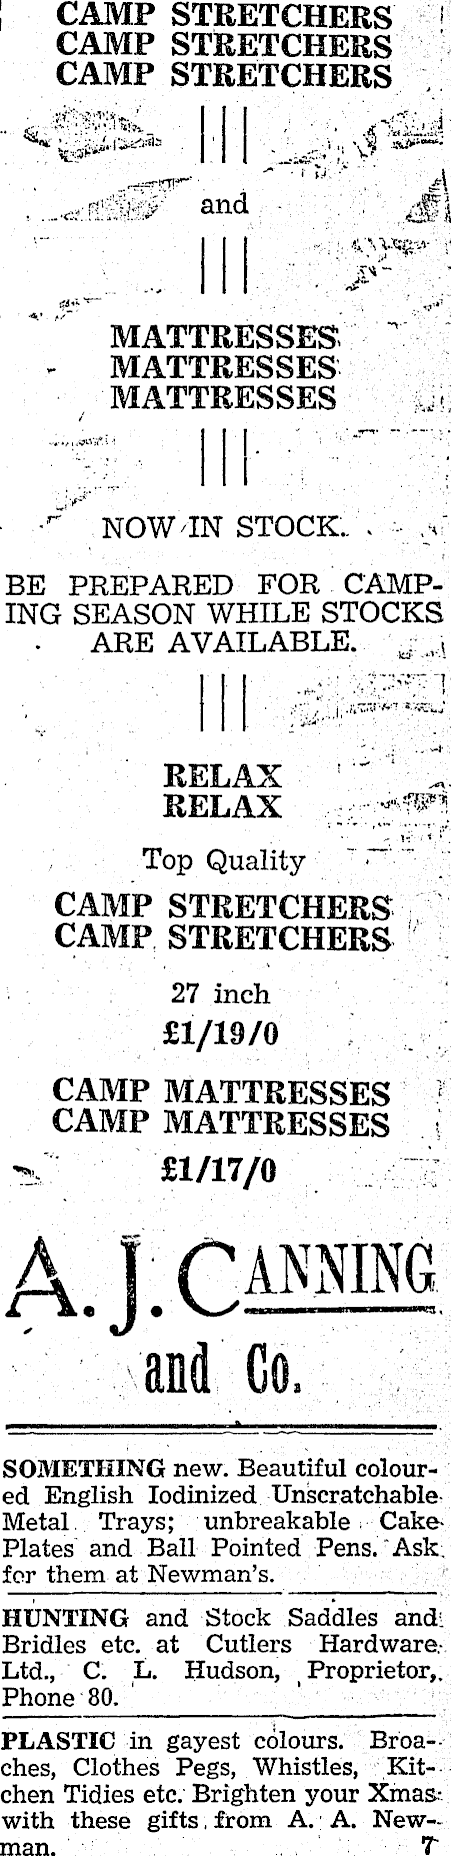 CAMP STRETCHERS
CAMP STRETCHERS
CAMP STRETCHERS
and
MATTRESSES
MATTRESSES
MATTRESSES
NOW IN STOCK.
BE PREPARED FOR CAMP-
ING SEASON WHILE STOCKS
ARE AVAILABLE.
RELAX
RELAX
Top Quality
CAMP STRETCHERS
CAMP STRETCHERS
27 inch
£1/19/0
CAMP MATTRESSES
CAMP MATTRESSES
£1/17/0
A. J. CANNING
and Co.
SOMETHING new. Beautiful colour-
ed English Iodinized Unscratchable
Metal Trays; unbreakable Cake
Plates and Ball Pointed Pens. Ask
for them at Newman's.
HUNTING and Stock Saddles and
Bridles etc. at Cutlers Hardware
Ltd., C. L. Hudson, Proprietor,
Phone 80.
PLASTIC in gayest colours. Broa-
ches, Clothes Pegs, Whistles, Kit-
chen Tidies etc. Brighten your Xmas
with these gifts from A. A. New-
man. 7